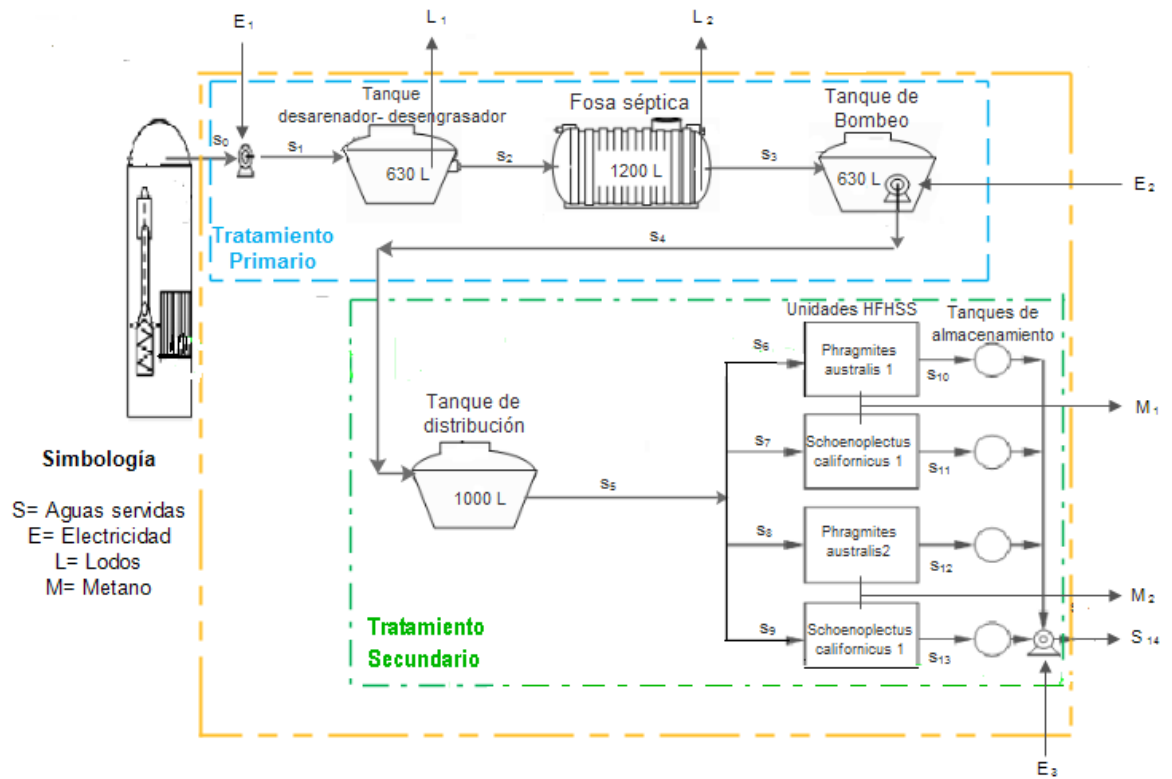 E1
L1
L2
Tanque
desarenador- desengrasador
Fosa séptica
Tanque de
Bombeo
S0
S1
630 L
S2
1200 L
S3
630 L
E2
Tratamiento
Primario
S4
Unidades HFHSS
Tanques de
almacenamiento
S6
Phragmites
australis 1
S10
M1
Tanque de
distribución
S7
Schoenoplectus
californicus 1
S11
1000 L
S5
S8
Phragmites
australis2
S12
M2
S9
Schoenoplectus
californicus 1
S13
S14
Tratamiento
Secundario
E3
Simbología
S= Aguas servidas
E= Electricidad
L= Lodos
M= Metano